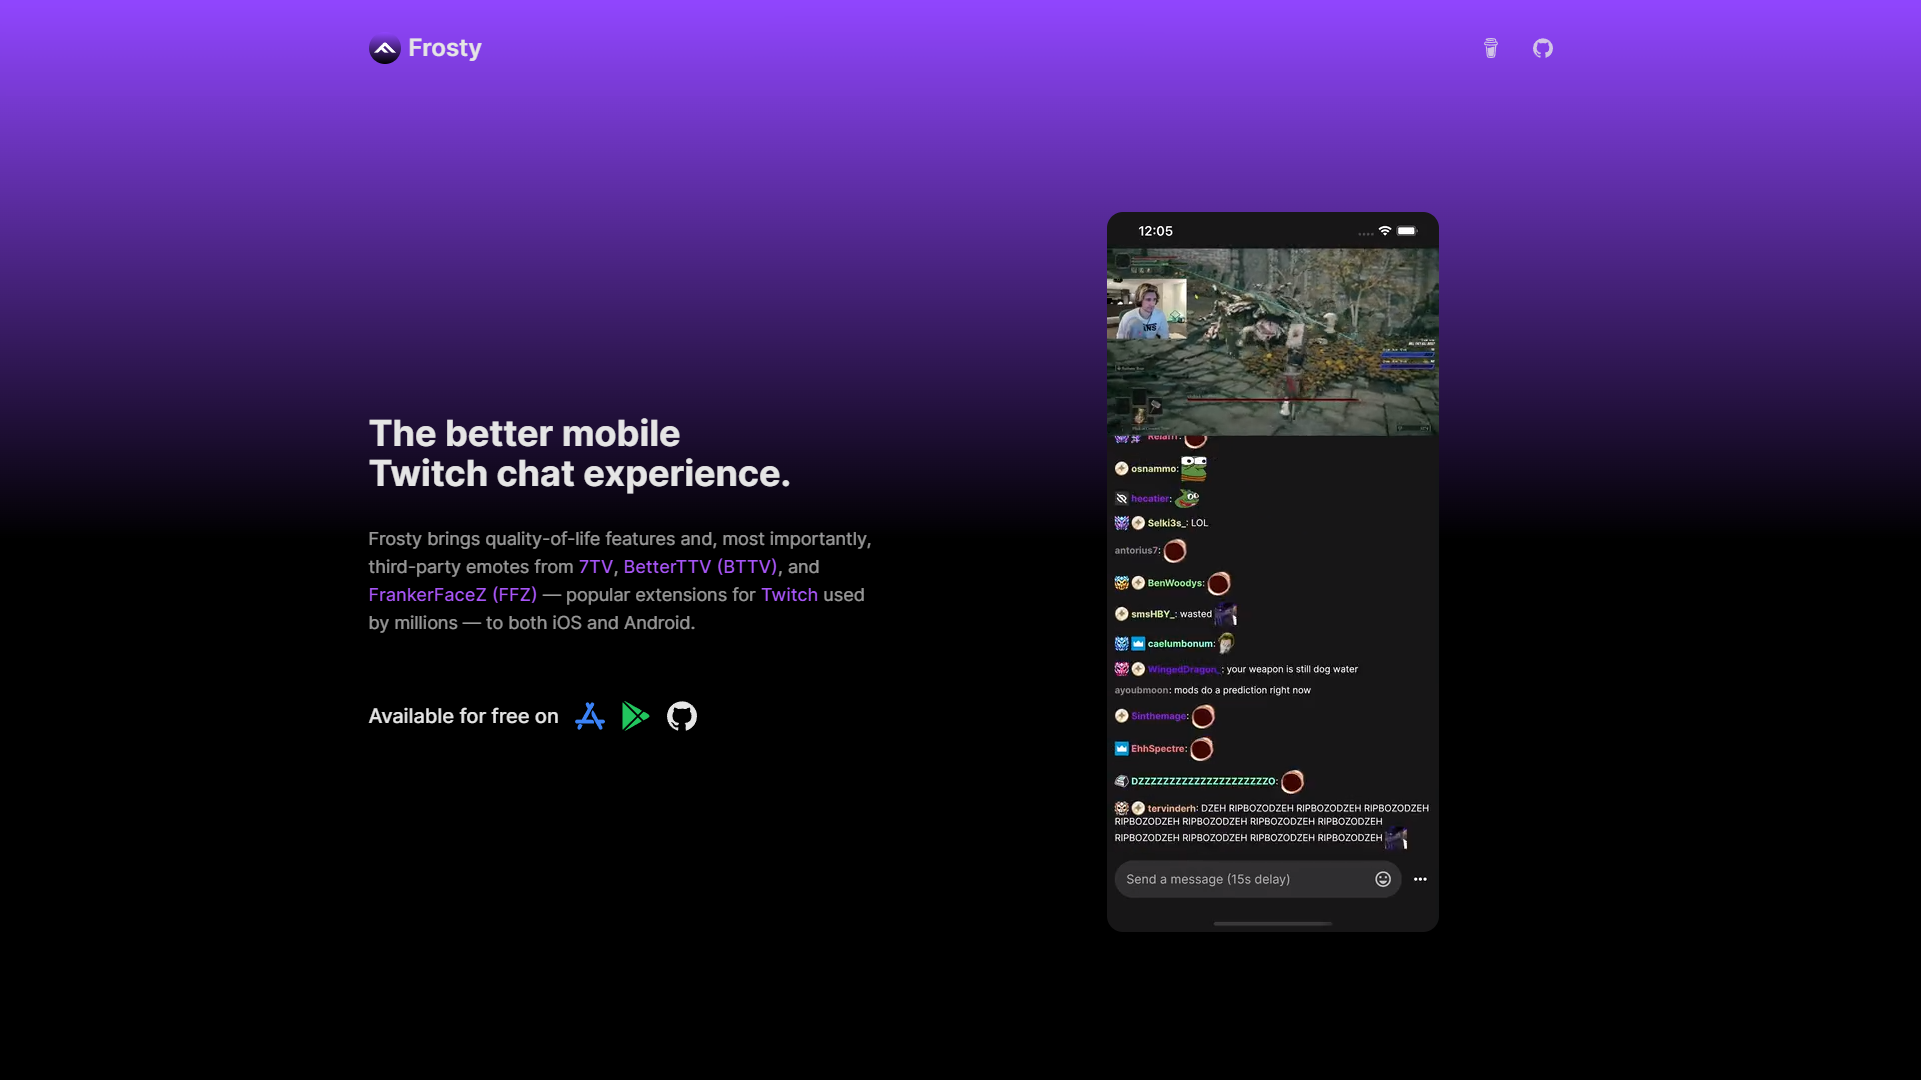 Frosty
The better mobile
Twitch chat experience.
Frosty brings quality-of-life features and, most importantly,
third-party emotes from 7TV, BetterTTV (BTTV), and
FrankerFaceZ (FFZ) — popular extensions for Twitch used
by millions — to both iOS and Android.
Available for free on
12:05
osnammo:
hecatier:
Selki3s_: LOL
antorius7:
BenWoodys:
smsHBY_: wasted
caelumbonum:
WingedDragon_: your weapon is still dog water
ayoubmoon: mods do a prediction right now
Sinthemage:
EhhSpectre:
DZZZZZZZZZZZZZZZZZZZZZO:
tervinderh: DZEH RIPBOZODZEH RIPBOZODZEH RIPBOZODZEH
RIPBOZODZEH RIPBOZODZEH RIPBOZODZEH RIPBOZODZEH
RIPBOZODZEH RIPBOZODZEH RIPBOZODZEH RIPBOZODZEH
Send a message (15s delay)